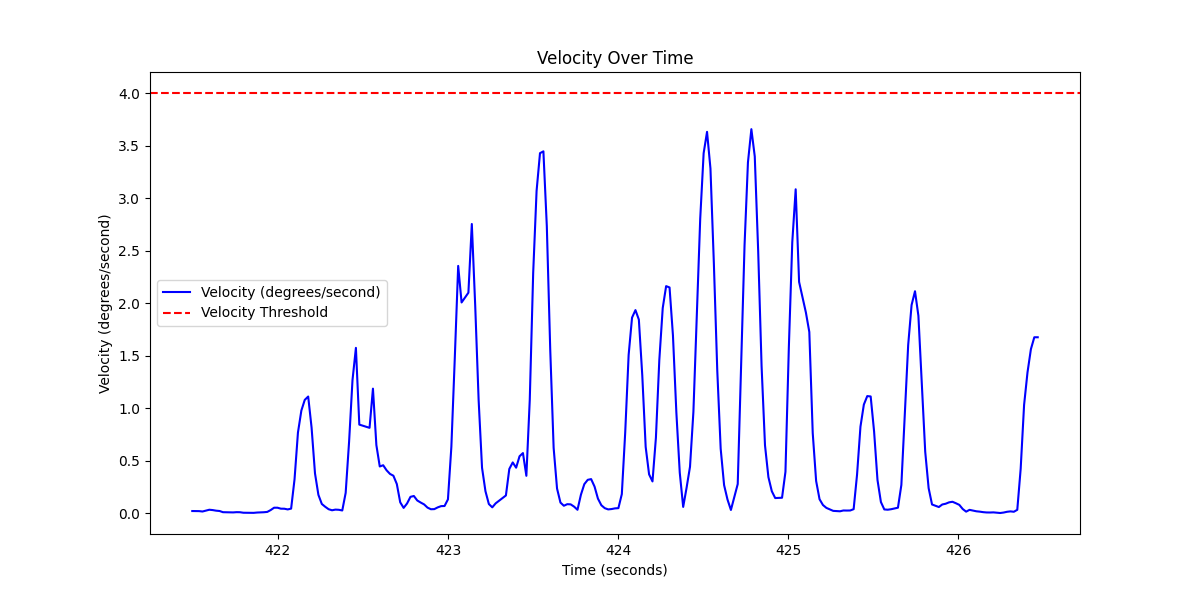 Velocity Over Time
4.0
3.5
3.0
2.5
2.0
1.5
1.0
0.5
0.0
Velocity (degrees/second)
Velocity (degrees/second)
Velocity Threshold
422 423 424 425 426
Time (seconds)